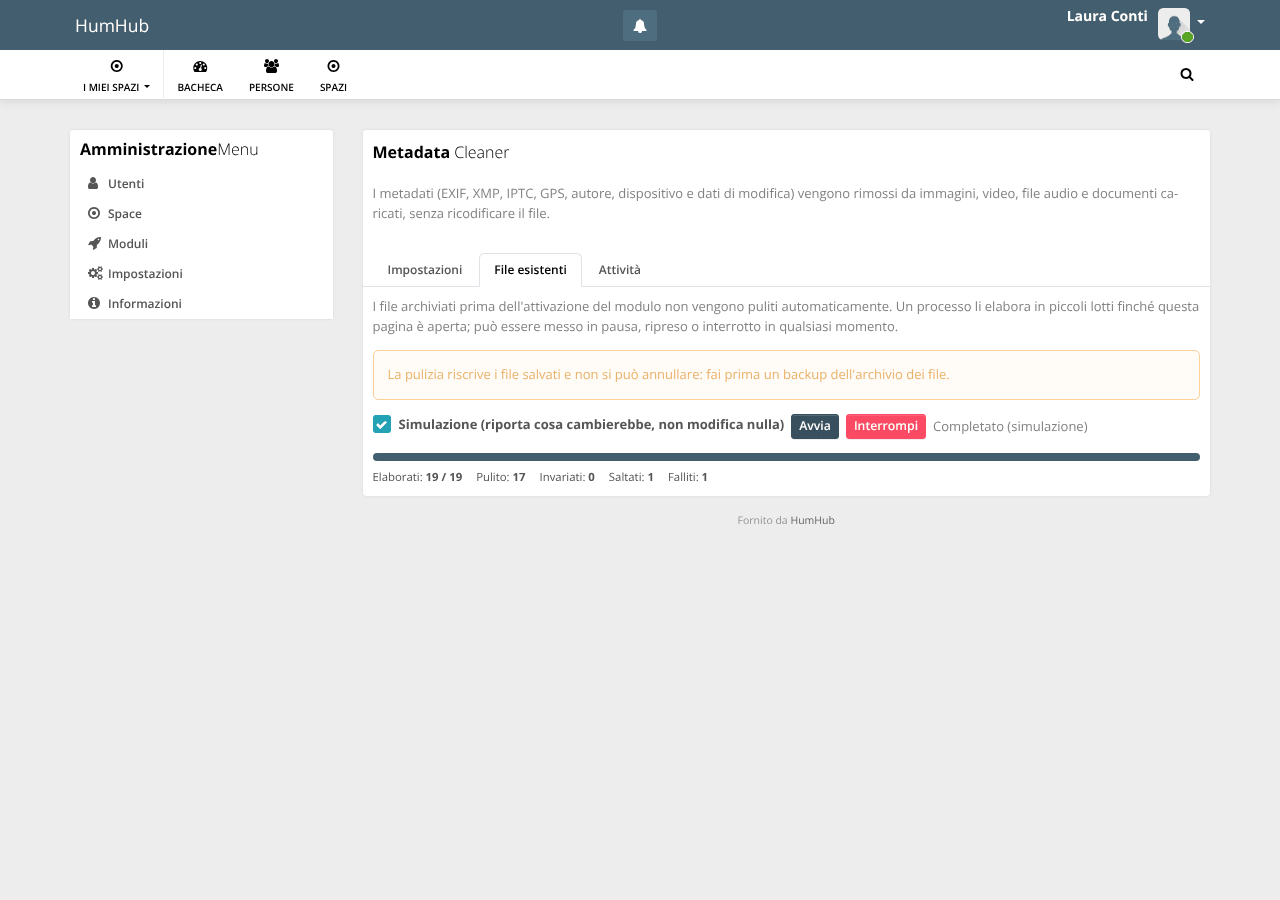 HumHub
Laura Conti
I MIEI SPAZI
BACHECA
PERSONE
SPAZI
AmministrazioneMenu
Utenti
Space
Moduli
Impostazioni
Informazioni
Metadata Cleaner
I metadati (EXIF, XMP, IPTC, GPS, autore, dispositivo e dati di modifica) vengono rimossi da immagini, video, file audio e documenti ca-
ricati, senza ricodificare il file.
Impostazioni
File esistenti
Attività
I file archiviati prima dell'attivazione del modulo non vengono puliti automaticamente. Un processo li elabora in piccoli lotti finché questa
pagina è aperta; può essere messo in pausa, ripreso o interrotto in qualsiasi momento.
La pulizia riscrive i file salvati e non si può annullare: fai prima un backup dell'archivio dei file.
Simulazione (riporta cosa cambierebbe, non modifica nulla) Avvia Interrompi Completato (simulazione)
Elaborati: 19 / 19 Pulito: 17 Invariati: 0 Saltati: 1 Falliti: 1
Fornito da HumHub